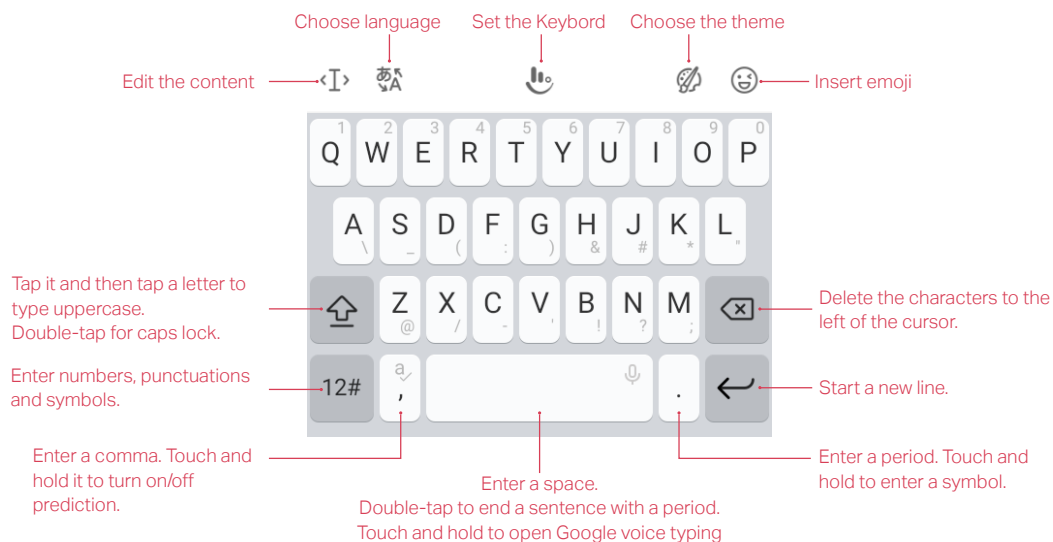 Choose language
Set the Keybord
Choose the theme
Edit the content
あ
A
Insert emoji
1 2 3 4 5 6 7 8 9 0
Q W E R T Y U I O P
A S D F G H J K L
\ _ ( : ) & # * "
Tap it and then tap a letter to
type uppercase.
Double-tap for caps lock.
Z X C V B N M
@ / - ' ! ? ;
Delete the characters to the
left of the cursor.
Enter numbers, punctuations
and symbols.
12#
a
, .
Start a new line.
Enter a comma. Touch and
hold it to turn on/off
prediction.
Enter a space.
Double-tap to end a sentence with a period.
Touch and hold to open Google voice typing
Enter a period. Touch and
hold to enter a symbol.